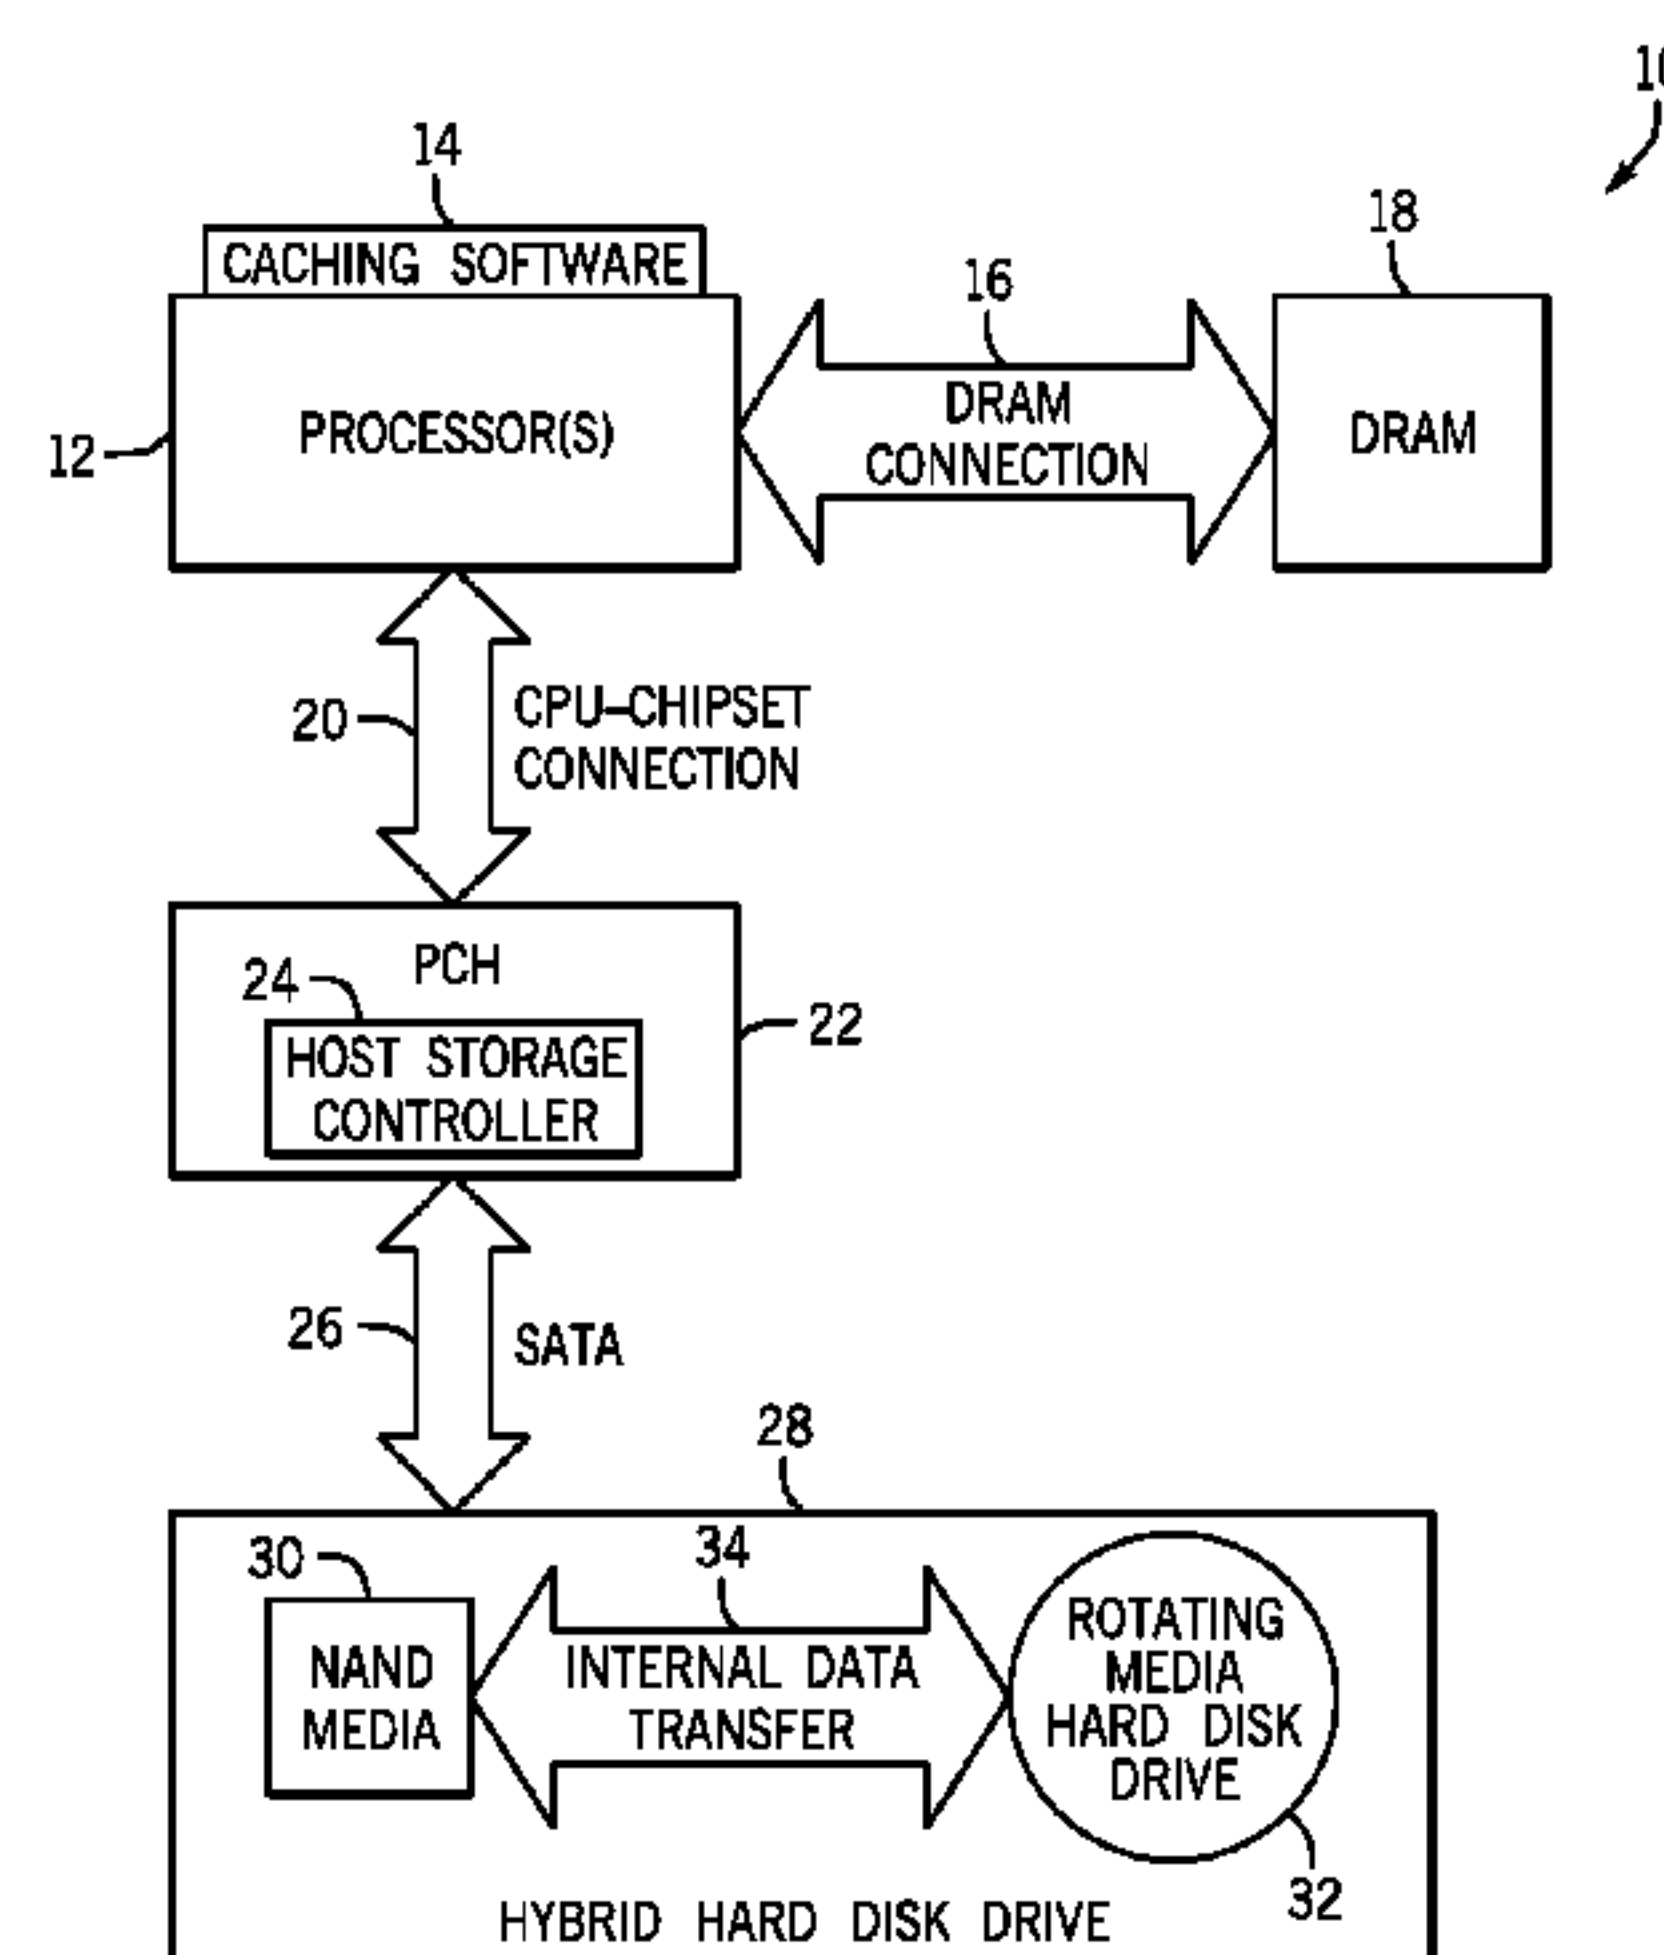 14
18
16
CACHING SOFTWARE
12
PROCESSOR(S)
DRAM
CONNECTION
DRAM
20
CPU–CHIPSET
CONNECTION
PCH
24
22
HOST STORAGE
CONTROLLER
26
SATA
28
30
34
NAND
MEDIA
INTERNAL DATA
TRANSFER
ROTATING
MEDIA
HARD DISK
DRIVE
32
HYBRID HARD DISK DRIVE